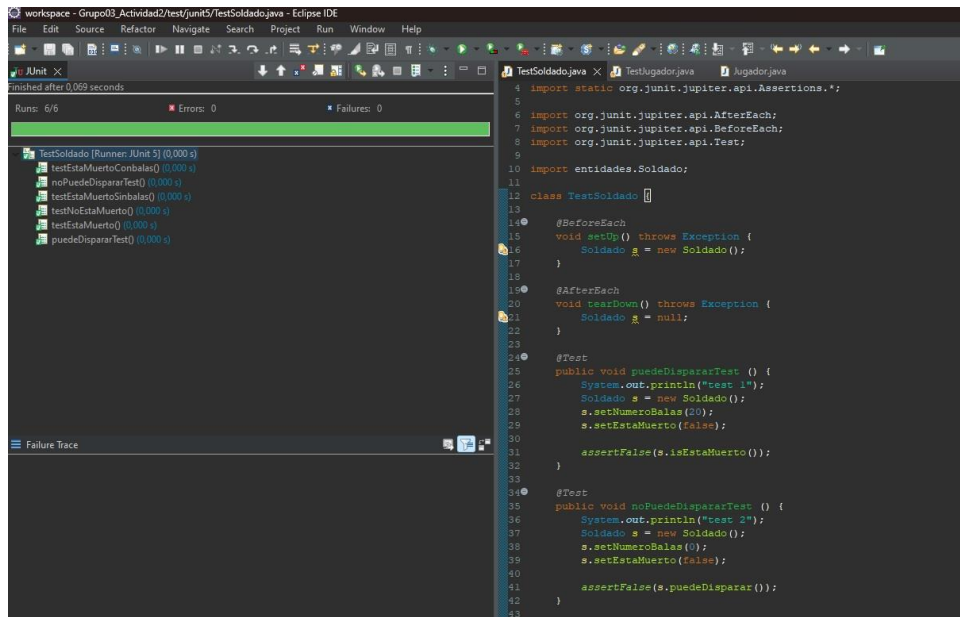 workspace - Grupo03_Actividad2/test/junit5/TestSoldado.java - Eclipse IDE
File Edit Source Refactor Navigate Search Project Run Window Help
JUnit
Finished after 0,069 seconds
Runs: 6/6 Errors: 0 Failures: 0
TestSoldado [Runner: JUnit 5] (0,000 s)
testEstaMuertoConbalas() (0,000 s)
noPuedeDispararTest() (0,000 s)
testEstaMuertoSinbalas() (0,000 s)
testNoEstaMuerto() (0,000 s)
testEstaMuerto() (0,000 s)
puedeDispararTest() (0,000 s)
Failure Trace
TestSoldado.java TestJugador.java Jugador.java
4 import static org.junit.jupiter.api.Assertions.*;
5
6 import org.junit.jupiter.api.AfterEach;
7 import org.junit.jupiter.api.BeforeEach;
8 import org.junit.jupiter.api.Test;
9
10 import entidades.Soldado;
11
12 class TestSoldado {
13
14 @BeforeEach
15 void setUp() throws Exception {
16 Soldado s = new Soldado();
17 }
18
19 @AfterEach
20 void tearDown() throws Exception {
21 Soldado s = null;
22 }
23
24 @Test
25 public void puedeDispararTest () {
26 System.out.println("test 1");
27 Soldado s = new Soldado();
28 s.setNumeroBalas(20);
29 s.setEstaMuerto(false);
30
31 assertFalse(s.isEstaMuerto());
32 }
33
34 @Test
35 public void noPuedeDispararTest () {
36 System.out.println("test 2");
37 Soldado s = new Soldado();
38 s.setNumeroBalas(0);
39 s.setEstaMuerto(false);
40
41 assertFalse(s.puedeDisparar());
42 }
43